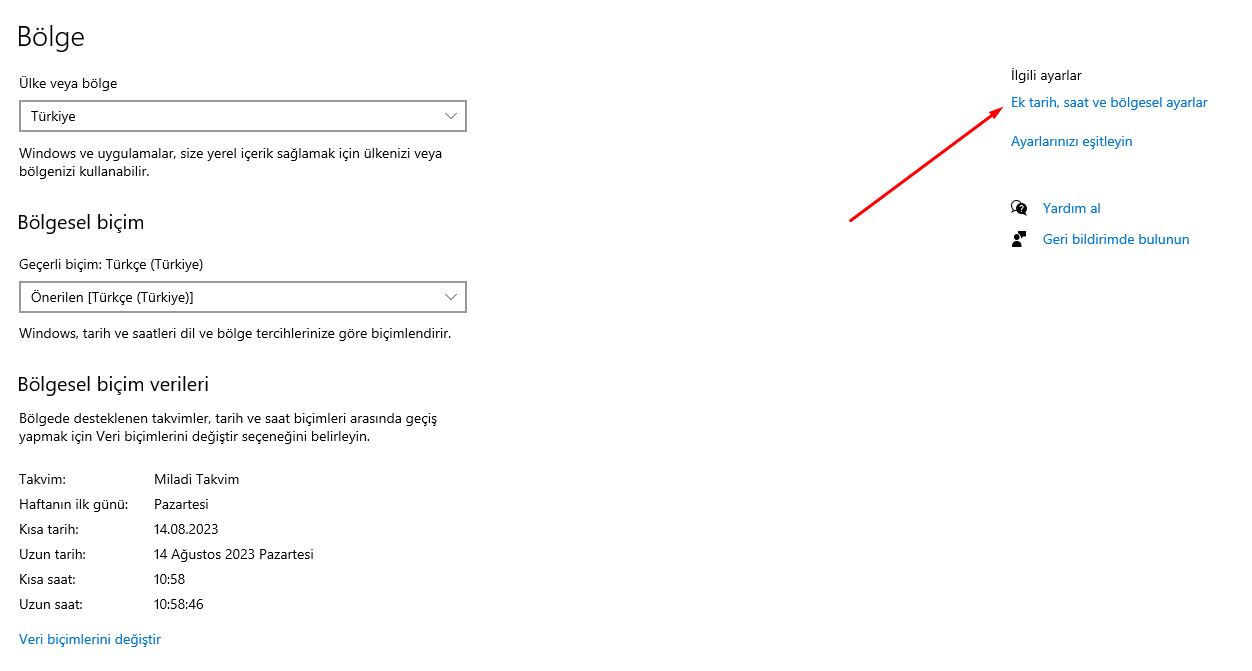 Bölge
Ülke veya bölge
Türkiye
Windows ve uygulamalar, size yerel içerik sağlamak için ülkenizi veya
bölgenizi kullanabilir.
Bölgesel biçim
Geçerli biçim: Türkçe (Türkiye)
Önerilen [Türkçe (Türkiye)]
Windows, tarih ve saatleri dil ve bölge tercihlerinize göre biçimlendirir.
Bölgesel biçim verileri
Bölgede desteklenen takvimler, tarih ve saat biçimleri arasında geçiş
yapmak için Veri biçimlerini değiştir seçeneğini belirleyin.
Takvim: Miladi Takvim
Haftanın ilk günü: Pazartesi
Kısa tarih: 14.08.2023
Uzun tarih: 14 Ağustos 2023 Pazartesi
Kısa saat: 10:58
Uzun saat: 10:58:46
Veri biçimlerini değiştir
İlgili ayarlar
Ek tarih, saat ve bölgesel ayarlar
Ayarlarınızı eşitleyin
Yardım al
Geri bildirimde bulunun